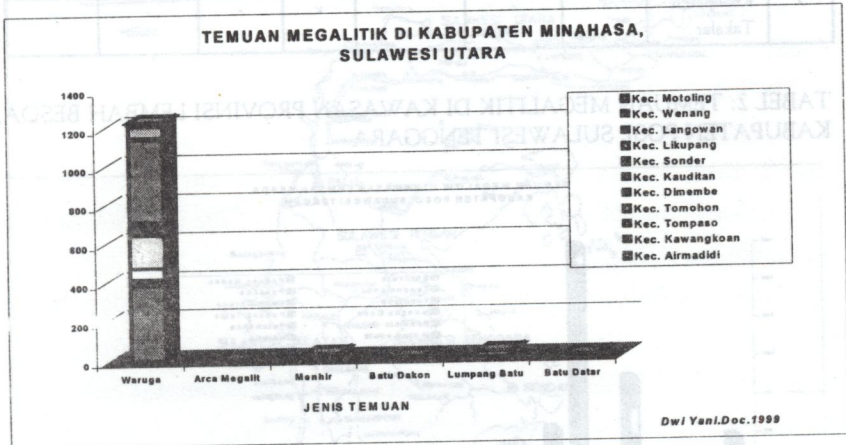 TEMUAN MEGALITIK DI KABUPATEN MINAHASA,
SULAWESI UTARA
1400
1200
1000
800
600
400
200
0
Waruga
Arca Megalit
Menhir
Batu Dakon
Lumpang Batu
Batu Datar
JENIS TEMUAN
Kec. Motoling
Kec. Wenang
Kec. Langowan
Kec. Likupang
Kec. Sonder
Kec. Kauditan
Kec. Dimembe
Kec. Tomohon
Kec. Tompaso
Kec. Kawangkoan
Kec. Airmadidi
Dwi Yani.Doc.1999